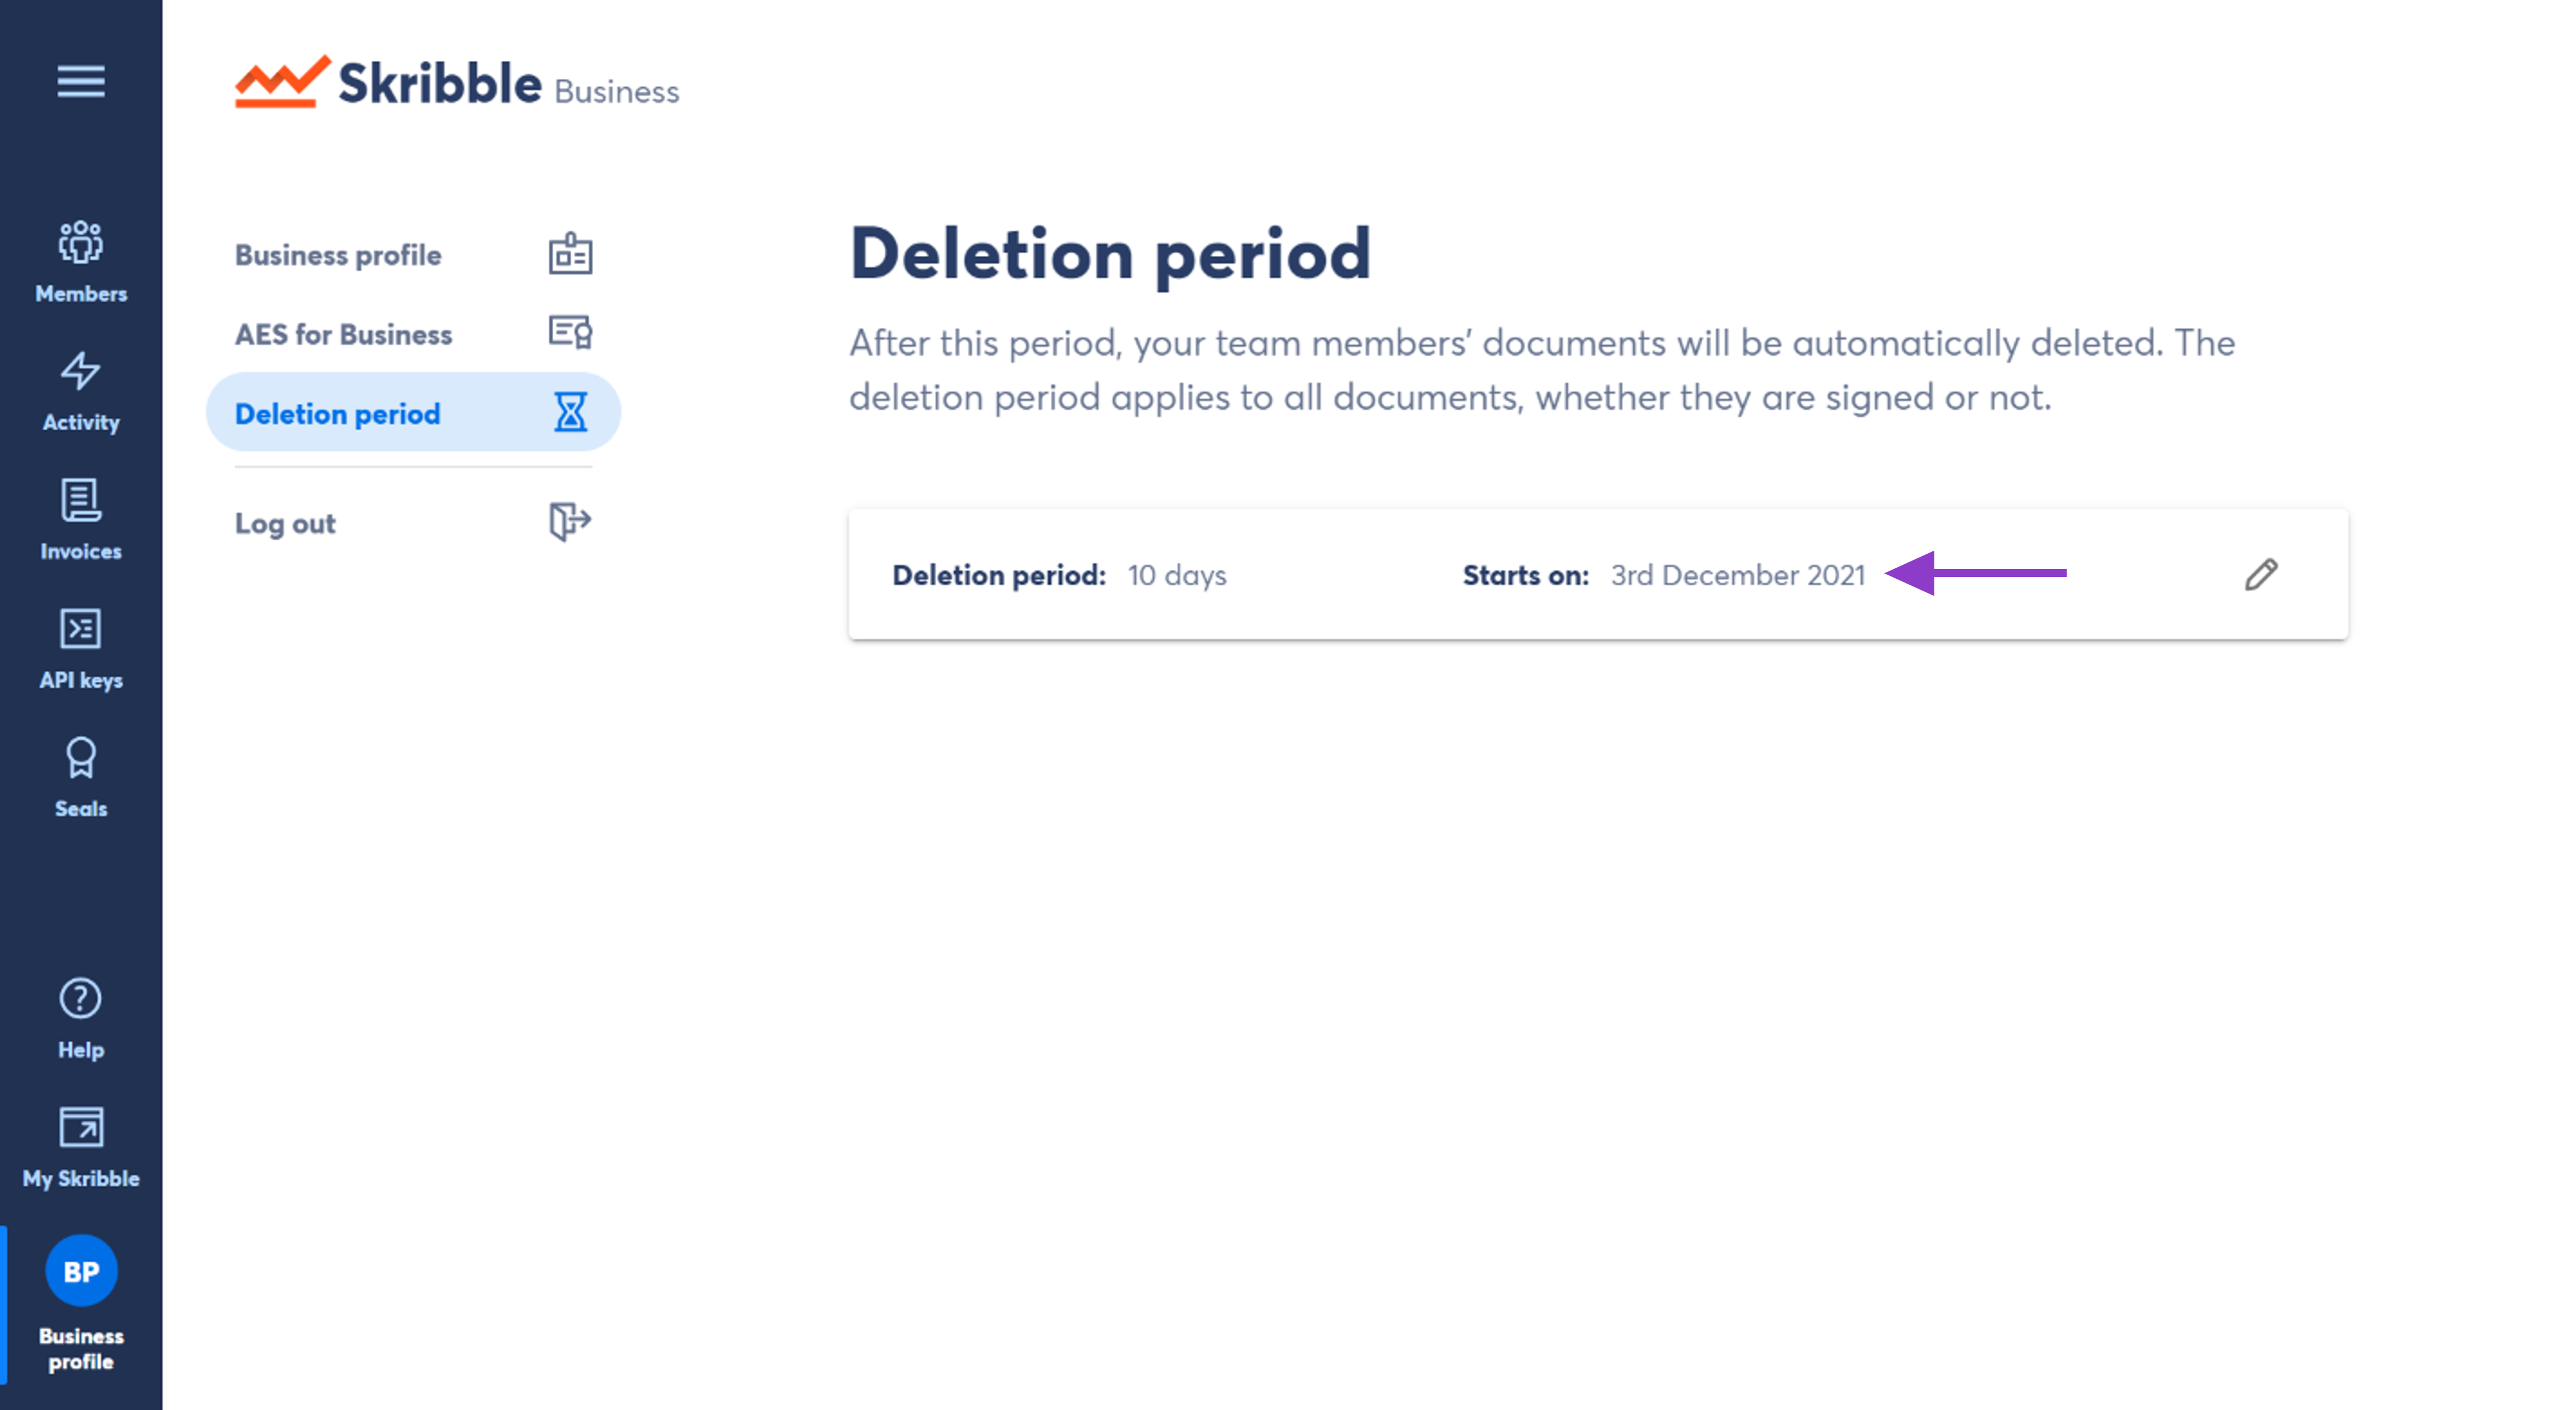 Skribble Business
Members
Activity
Invoices
API keys
Seals
Help
My Skribble
BP
Business
profile
Business profile
AES for Business
Deletion period
Log out
Deletion period
After this period, your team members’ documents will be automatically deleted. The
deletion period applies to all documents, whether they are signed or not.
Deletion period: 10 days Starts on: 3rd December 2021